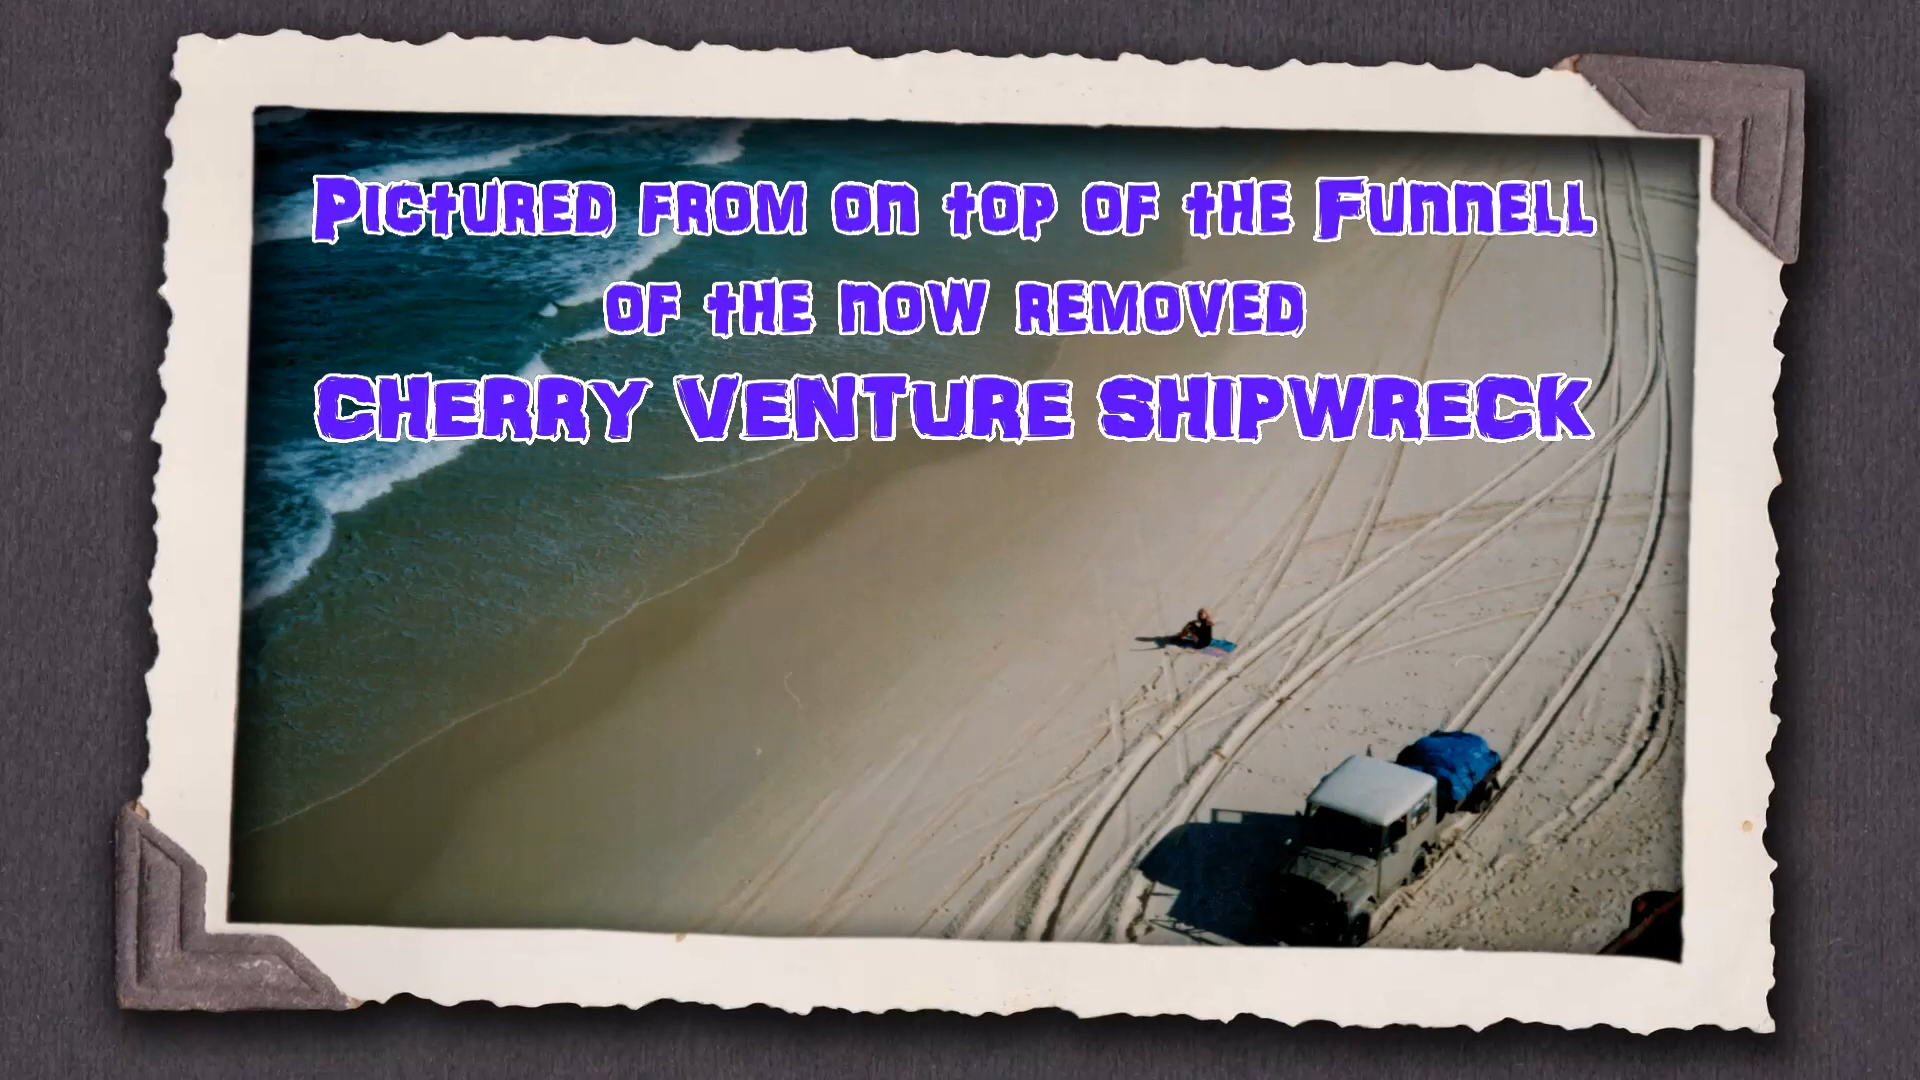 Pictured from on top of the Funnell
of the now removed
CHERRY VENTURE SHIPWRECK